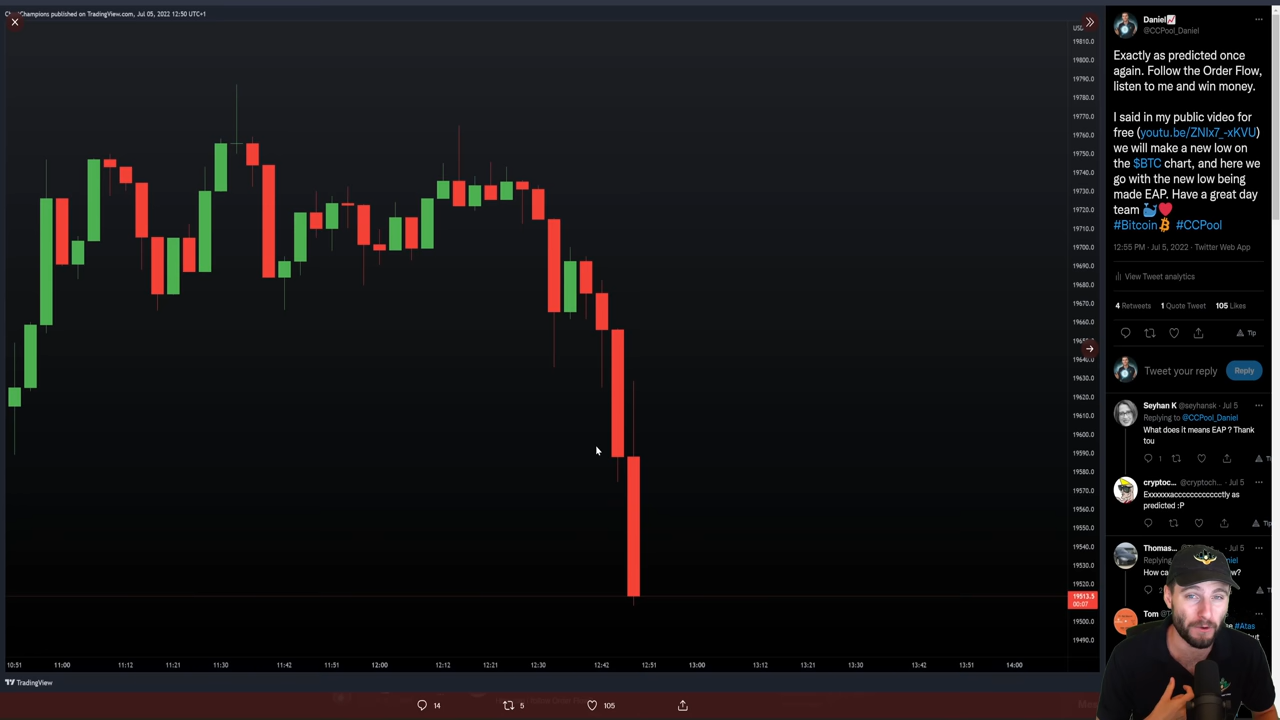 Champions published on TradingView.com, Jul 05, 2022 12:50 UTC+1
19810.0
19800.0
19790.0
19780.0
19770.0
19760.0
19750.0
19740.0
19730.0
19720.0
19710.0
19700.0
19690.0
19680.0
19670.0
19660.0
19640.0
19630.0
19620.0
19610.0
19600.0
19590.0
19580.0
19570.0
19560.0
19550.0
19540.0
19530.0
19520.0
19513.5
00:07
19500.0
19490.0
10:51 11:00 11:12 11:21 11:30 11:42 11:51 12:00 12:12 12:21 12:30 12:42 12:51 13:00 13:12 13:21 13:30 13:42 13:51 14:00
TradingView
14 5 105
Daniel
@CCPool_Daniel
Exactly as predicted once
again. Follow the Order Flow,
listen to me and win money.
I said in my public video for
free (youtu.be/ZNIx7_-xKVU)
we will make a new low on
the $BTC chart, and here we
go with the new low being
made EAP. Have a great day
team
#Bitcoin #CCPool
12:55 PM · Jul 5, 2022 · Twitter Web App
View Tweet analytics
4 Retweets 1 Quote Tweet 105 Likes
Tip
Tweet your reply
Reply
Seyhan K @seyhansk · Jul 5
Replying to @CCPool_Daniel
What does it means EAP ? Thank
tou
1
cryptoc... @cryptoch... · Jul 5
Exxxxxxacccccccccccctly as
predicted :P
Thomas...
Jul 5
Replying
Tom
#Atas